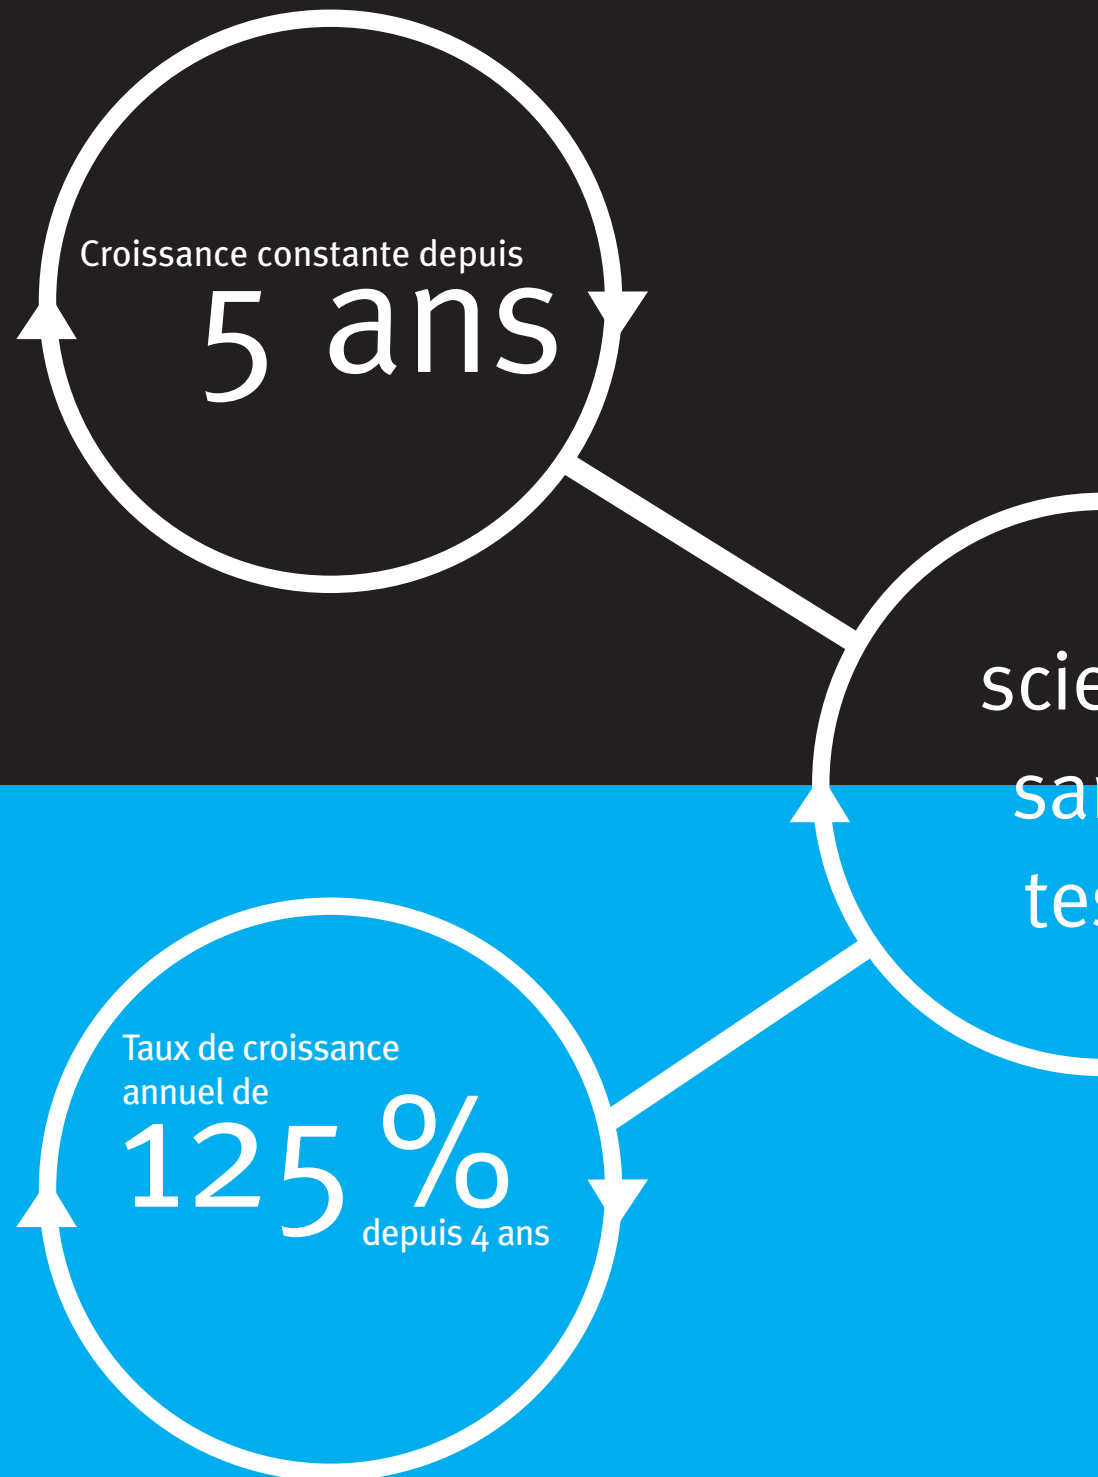 Croissance constante depuis
5 ans
Taux de croissance
annuel de
125 %
depuis 4 ans